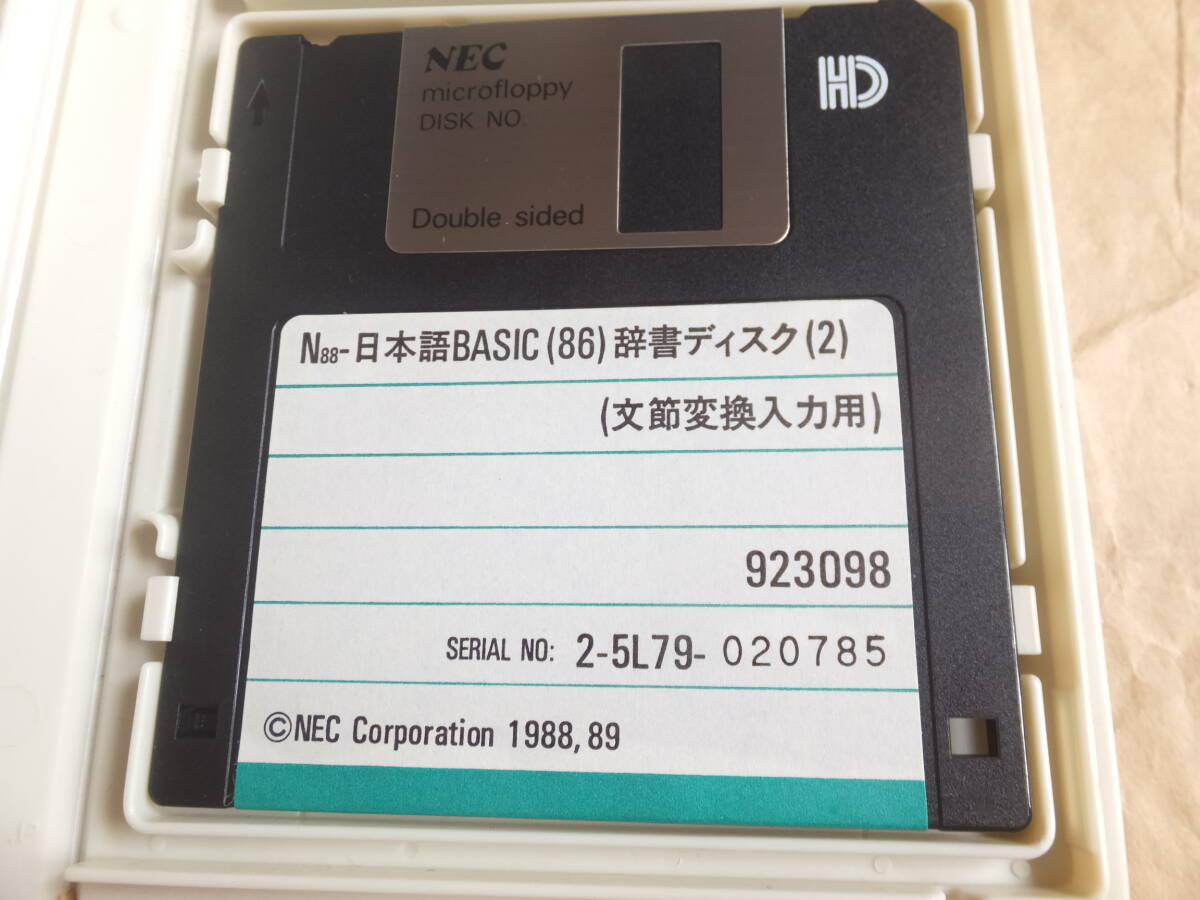 NEC
microfloppy
DISK NO.
Double sided
HD
N88-日本語BASIC(86)辞書ディスク(2)
(文節変換入力用)
923098
SERIAL NO: 2-5L79-020785
©NEC Corporation 1988,89